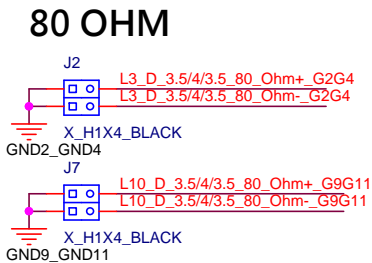 80 OHM
J2
L3_D_3.5/4/3.5_80_Ohm+_G2G4
L3_D_3.5/4/3.5_80_Ohm-_G2G4
X_H1X4_BLACK
GND2_GND4
J7
L10_D_3.5/4/3.5_80_Ohm+_G9G11
L10_D_3.5/4/3.5_80_Ohm-_G9G11
X_H1X4_BLACK
GND9_GND11